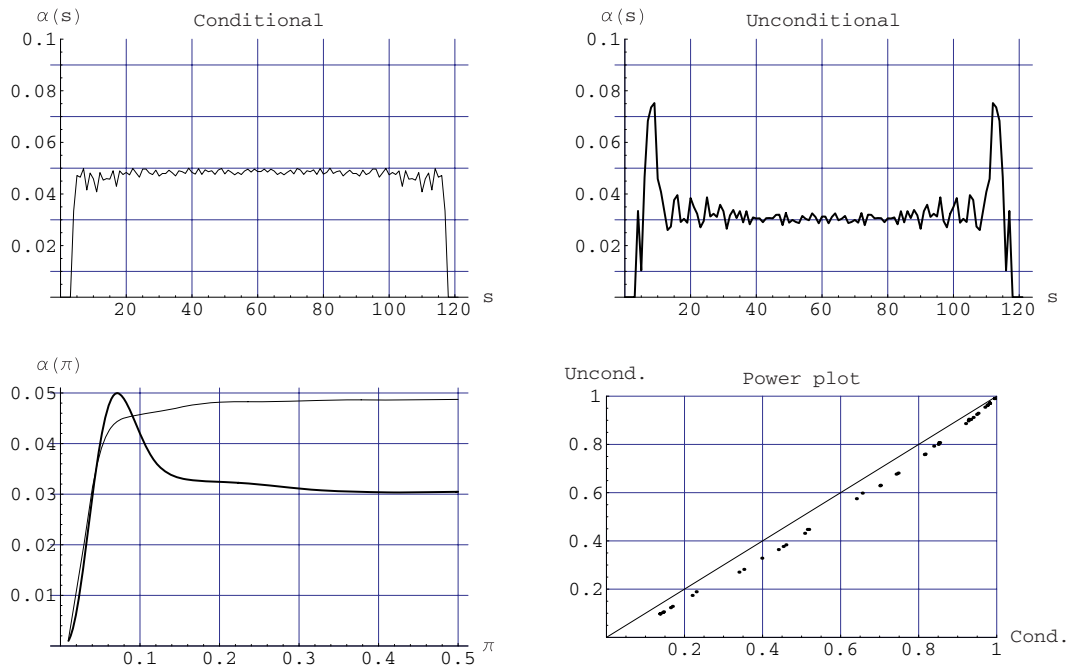 α(s)
Conditional
0.1
0.08
0.06
0.04
0.02
20 40 60 80 100 120 s
α(s)
Unconditional
0.1
0.08
0.06
0.04
0.02
20 40 60 80 100 120 s
α(π)
0.05
0.04
0.03
0.02
0.01
0.1 0.2 0.3 0.4 0.5 π
Uncond.
Power plot
1
0.8
0.6
0.4
0.2
0.2 0.4 0.6 0.8 1 Cond.